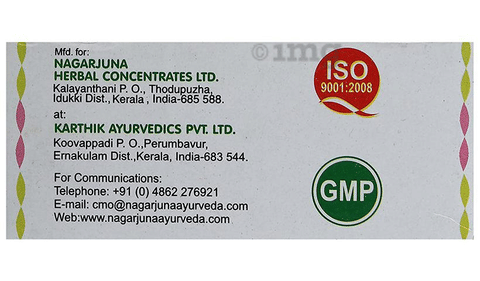 Mfd. for:
NAGARJUNA
HERBAL CONCENTRATES LTD.
Kalayanthani P. O., Thodupuzha,
Idukki Dist., Kerala , India-685 588.
at:
KARTHIK AYURVEDICS PVT. LTD.
Koovappadi P. O.,Perumbavur,
Ernakulam Dist.,Kerala, India-683 544.
For Communications:
Telephone: +91 (0) 4862 276921
E-mail: cmo@nagarjunaayurveda.com
Web:www.nagarjunaayurveda.com
©1mg
ISO
9001:2008
GMP